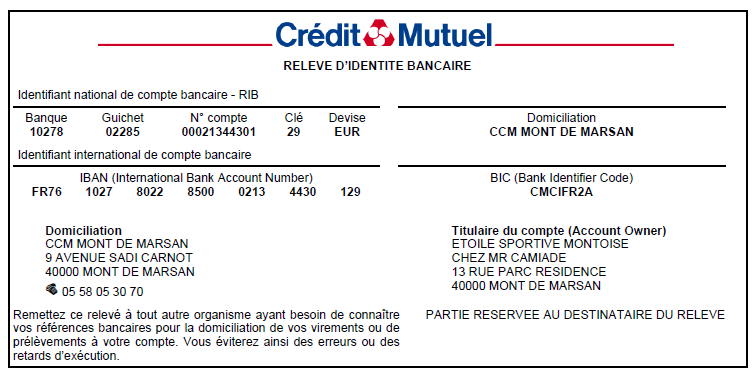 Crédit Mutuel
RELEVE D'IDENTITE BANCAIRE
Identifiant national de compte bancaire - RIB
Banque Guichet N° compte Clé Devise Domiciliation
10278 02285 00021344301 29 EUR CCM MONT DE MARSAN
Identifiant international de compte bancaire
IBAN (International Bank Account Number) BIC (Bank Identifier Code)
FR76 1027 8022 8500 0213 4430 129 CMCIFR2A
Domiciliation
CCM MONT DE MARSAN
9 AVENUE SADI CARNOT
40000 MONT DE MARSAN
05 58 05 30 70
Titulaire du compte (Account Owner)
ETOILE SPORTIVE MONTOISE
CHEZ MR CAMIADE
13 RUE PARC RESIDENCE
40000 MONT DE MARSAN
Remettez ce relevé à tout autre organisme ayant besoin de connaître
vos références bancaires pour la domiciliation de vos virements ou de
prélèvements à votre compte. Vous éviterez ainsi des erreurs ou des
retards d'exécution.
PARTIE RESERVEE AU DESTINATAIRE DU RELEVE